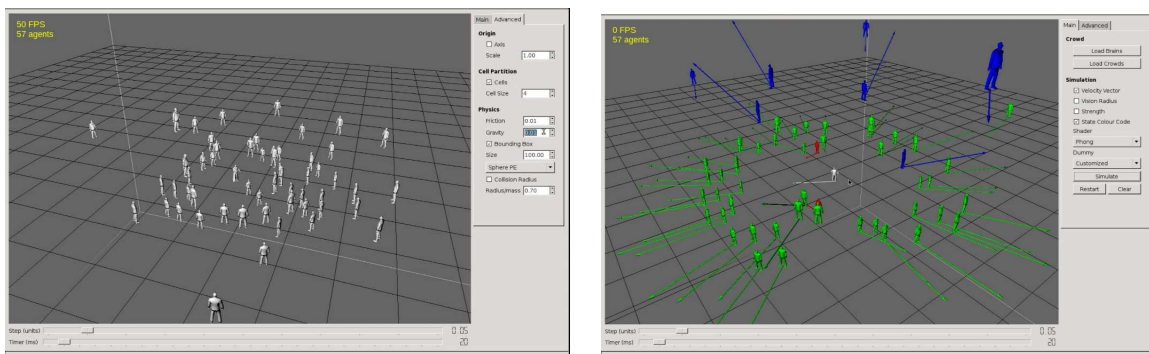 50 FPS
57 agents
Main Advanced
Origin
Axis
Scale 1.00
Cell Partition
Cells
Cell Size 4
Physics
Friction 0.01
Gravity
Bounding Box
Size 100.00
Sphere PE
Collision Radius
Radius/mass 0.70
Step (units) 0.05
Timer (ms) 20
0 FPS
57 agents
Main Advanced
Crowd
Load Brains
Load Crowds
Simulation
Velocity Vector
Vision Radius
Strength
State Colour Code
Shader
Phong
Dummy
Customized
Simulate
Restart Clear
Step (units) 0.05
Timer (ms) 20